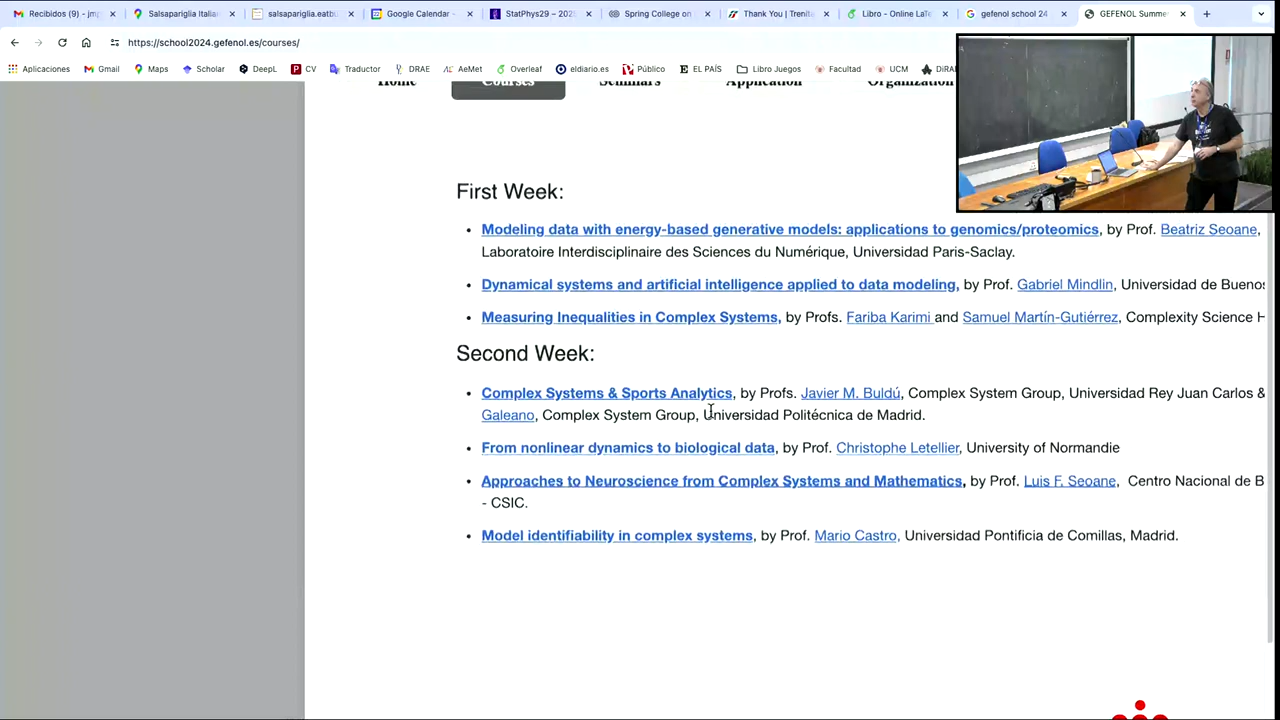 Recibidos (9) - jmp
Salsapariglia Italian
salsapariglia.eatbu
Google Calendar -
StatPhys29 – 2025
Spring College on
Thank You | Trenita
Libro - Online LaTe
gefenol school 24
GEFENOL Summe
https://school2024.gefenol.es/courses/
Aplicaciones
Gmail
Maps
Scholar
DeepL
CV
Traductor
DRAE
AeMet
Overleaf
eldiario.es
Público
EL PAÍS
Libro Juegos
Facultad
UCM
Home
Courses
Seminars
Application
Organization
First Week:
Modeling data with energy-based generative models: applications to genomics/proteomics, by Prof. Beatriz Seoane,
Laboratoire Interdisciplinaire des Sciences du Numérique, Universidad Paris-Saclay.
Dynamical systems and artificial intelligence applied to data modeling, by Prof. Gabriel Mindlin, Universidad de Buenos
Measuring Inequalities in Complex Systems, by Profs. Fariba Karimi and Samuel Martín-Gutiérrez, Complexity Science H
Second Week:
Complex Systems & Sports Analytics, by Profs. Javier M. Buldú, Complex System Group, Universidad Rey Juan Carlos &
Galeano, Complex System Group, Universidad Politécnica de Madrid.
From nonlinear dynamics to biological data, by Prof. Christophe Letellier, University of Normandie
Approaches to Neuroscience from Complex Systems and Mathematics, by Prof. Luis F. Seoane, Centro Nacional de B
- CSIC.
Model identifiability in complex systems, by Prof. Mario Castro, Universidad Pontificia de Comillas, Madrid.